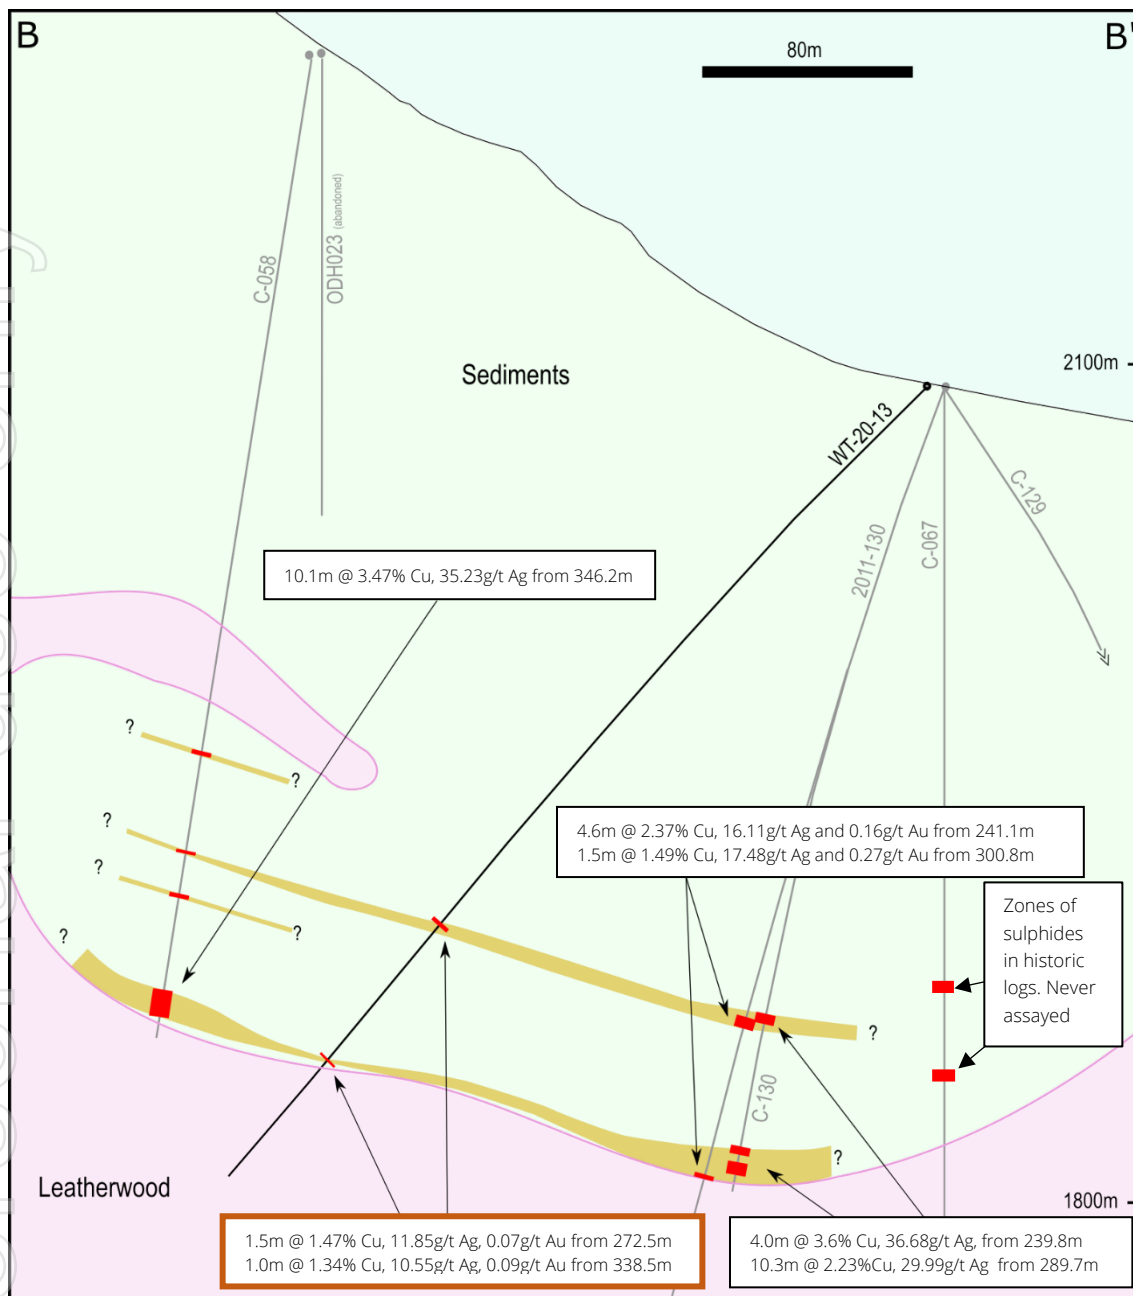 B
B'
80m
C-058
ODH023 (abandoned)
2100m
Sediments
WT-20-13
C-129
2011-130
C-067
10.1m @ 3.47% Cu, 35.23g/t Ag from 346.2m
?
?
?
4.6m @ 2.37% Cu, 16.11g/t Ag and 0.16g/t Au from 241.1m
1.5m @ 1.49% Cu, 17.48g/t Ag and 0.27g/t Au from 300.8m
?
?
?
Zones of
sulphides
in historic
logs. Never
assayed
?
C-130
?
Leatherwood
1800m
1.5m @ 1.47% Cu, 11.85g/t Ag, 0.07g/t Au from 272.5m
1.0m @ 1.34% Cu, 10.55g/t Ag, 0.09g/t Au from 338.5m
4.0m @ 3.6% Cu, 36.68g/t Ag, from 239.8m
10.3m @ 2.23%Cu, 29.99g/t Ag from 289.7m